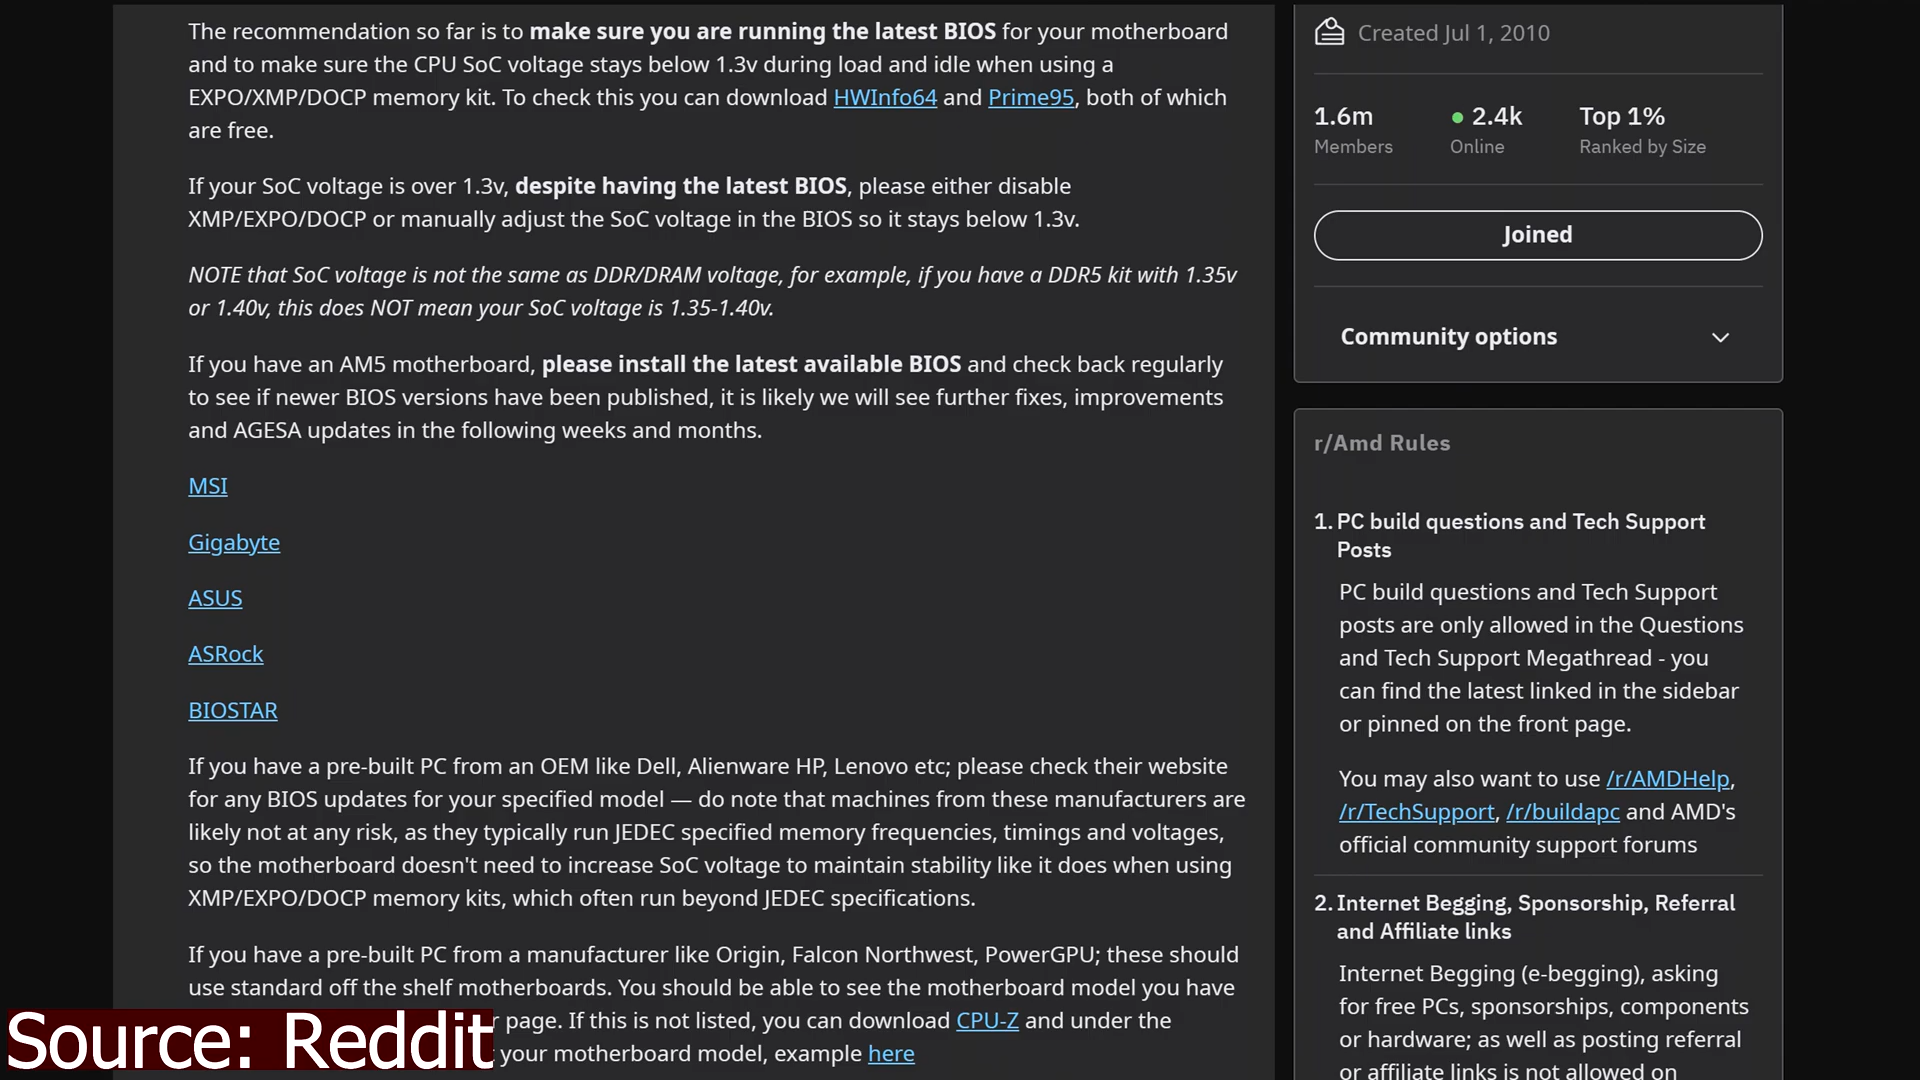 The recommendation so far is to make sure you are running the latest BIOS for your motherboard
and to make sure the CPU SoC voltage stays below 1.3v during load and idle when using a
EXPO/XMP/DOCP memory kit. To check this you can download HWInfo64 and Prime95, both of which
are free.
If your SoC voltage is over 1.3v, despite having the latest BIOS, please either disable
XMP/EXPO/DOCP or manually adjust the SoC voltage in the BIOS so it stays below 1.3v.
NOTE that SoC voltage is not the same as DDR/DRAM voltage, for example, if you have a DDR5 kit with 1.35v
or 1.40v, this does NOT mean your SoC voltage is 1.35-1.40v.
If you have an AM5 motherboard, please install the latest available BIOS and check back regularly
to see if newer BIOS versions have been published, it is likely we will see further fixes, improvements
and AGESA updates in the following weeks and months.
MSI
Gigabyte
ASUS
ASRock
BIOSTAR
If you have a pre-built PC from an OEM like Dell, Alienware HP, Lenovo etc; please check their website
for any BIOS updates for your specified model — do note that machines from these manufacturers are
likely not at any risk, as they typically run JEDEC specified memory frequencies, timings and voltages,
so the motherboard doesn't need to increase SoC voltage to maintain stability like it does when using
XMP/EXPO/DOCP memory kits, which often run beyond JEDEC specifications.
If you have a pre-built PC from a manufacturer like Origin, Falcon Northwest, PowerGPU; these should
use standard off the shelf motherboards. You should be able to see the motherboard model you have
page. If this is not listed, you can download CPU-Z and under the
your motherboard model, example here
Source: Reddit
Created Jul 1, 2010
1.6m 2.4k Top 1%
Members Online Ranked by Size
Joined
Community options
r/Amd Rules
1. PC build questions and Tech Support
Posts
PC build questions and Tech Support
posts are only allowed in the Questions
and Tech Support Megathread - you
can find the latest linked in the sidebar
or pinned on the front page.
You may also want to use /r/AMDHelp,
/r/TechSupport, /r/buildapc and AMD's
official community support forums
2. Internet Begging, Sponsorship, Referral
and Affiliate links
Internet Begging (e-begging), asking
for free PCs, sponsorships, components
or hardware; as well as posting referral
or affiliate links is not allowed on